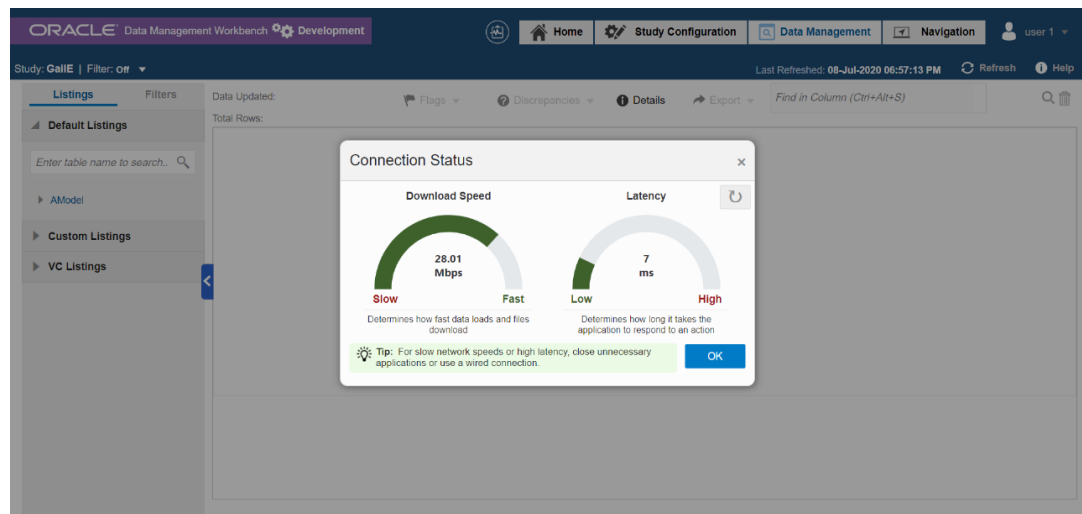 ORACLE® Data Management Workbench Development
Home
Study Configuration
Data Management
Navigation
user 1
Study: GallE | Filter: Off
Last Refreshed: 08-Jul-2020 06:57:13 PM
Refresh
Help
Listings
Filters
Data Updated:
Flags
Discrepancies
Details
Export
Find in Column (Ctrl+Alt+S)
Total Rows:
Default Listings
Enter table name to search..
AModel
Custom Listings
VC Listings
Connection Status
Download Speed
28.01
Mbps
Slow
Fast
Determines how fast data loads and files
download
Latency
7
ms
Low
High
Determines how long it takes the
application to respond to an action
Tip: For slow network speeds or high latency, close unnecessary
applications or use a wired connection.
OK